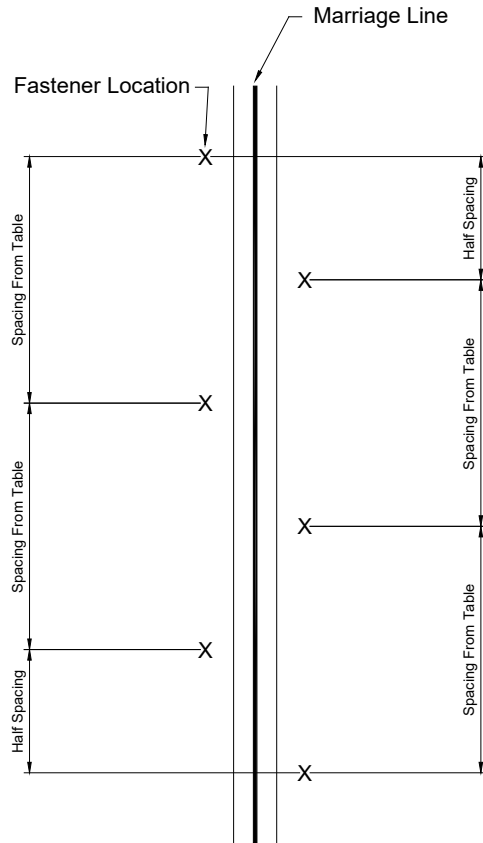 Marriage Line
Fastener Location
X
Half Spacing
Spacing From Table
X
Spacing From Table
X
Spacing From Table
X
Spacing From Table
X
Half Spacing
X